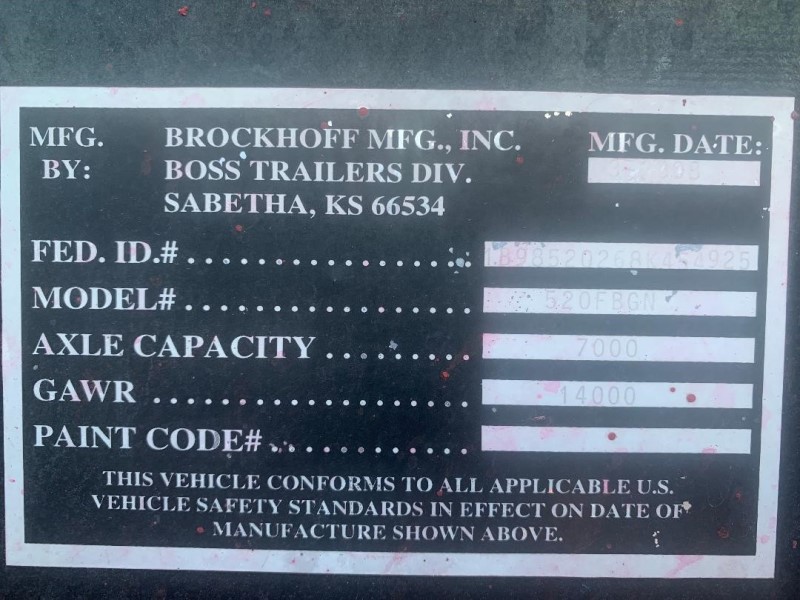 MFG. BROCKHOFF MFG., INC. MFG. DATE:
BY: BOSS TRAILERS DIV.
SABETHA, KS 66534
FED. ID.# ................
MODEL# ................. 520FBGN
AXLE CAPACITY ........ 7000
GAWR ................... 14000
PAINT CODE# ............
THIS VEHICLE CONFORMS TO ALL APPLICABLE U.S.
VEHICLE SAFETY STANDARDS IN EFFECT ON DATE OF
MANUFACTURE SHOWN ABOVE.